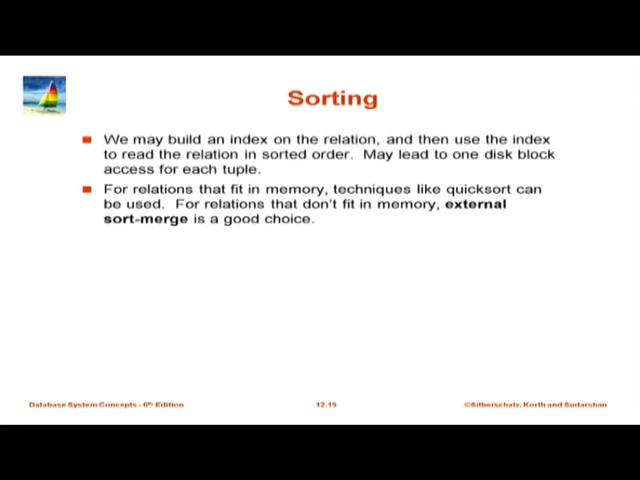 Sorting
We may build an index on the relation, and then use the index
to read the relation in sorted order. May lead to one disk block
access for each tuple.
For relations that fit in memory, techniques like quicksort can
be used. For relations that don't fit in memory, external
sort-merge is a good choice.
Database System Concepts - 6th Edition
12.15
©Silberschatz, Korth and Sudarshan